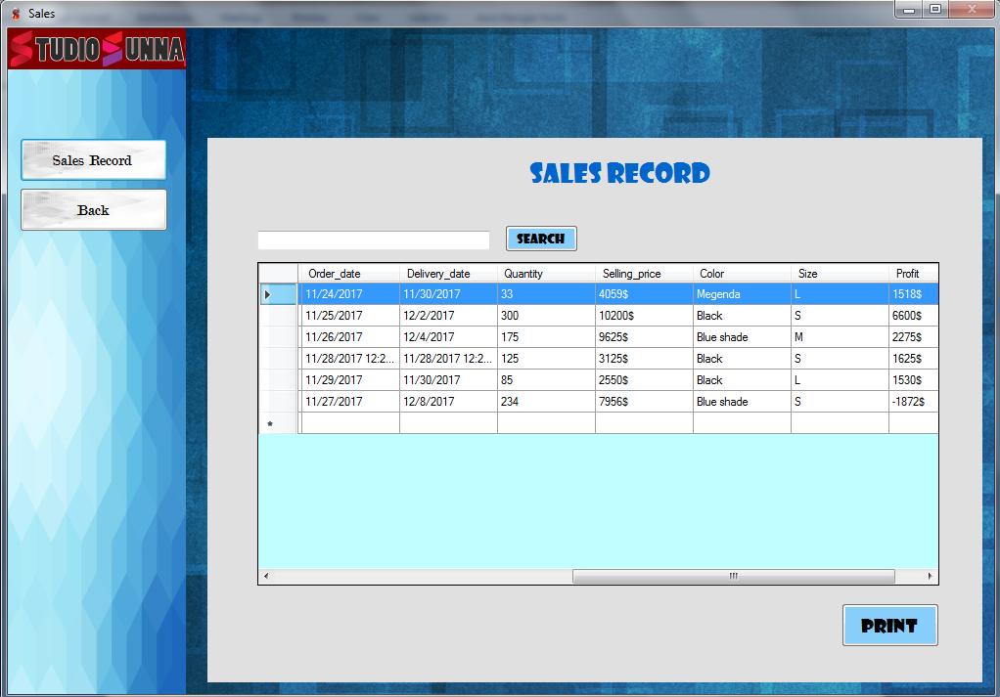 Sales
STUDIO SUNNA
Sales Record
Back
SALES RECORD
SEARCH
Order_date Delivery_date Quantity Selling_price Color Size Profit
11/24/2017 11/30/2017 33 4059$ Megenda L 1518$
11/25/2017 12/2/2017 300 10200$ Black S 6600$
11/26/2017 12/4/2017 175 9625$ Blue shade M 2275$
11/28/2017 12:2... 11/28/2017 12:2... 125 3125$ Black S 1625$
11/29/2017 11/30/2017 85 2550$ Black L 1530$
11/27/2017 12/8/2017 234 7956$ Blue shade S -1872$
*
PRINT